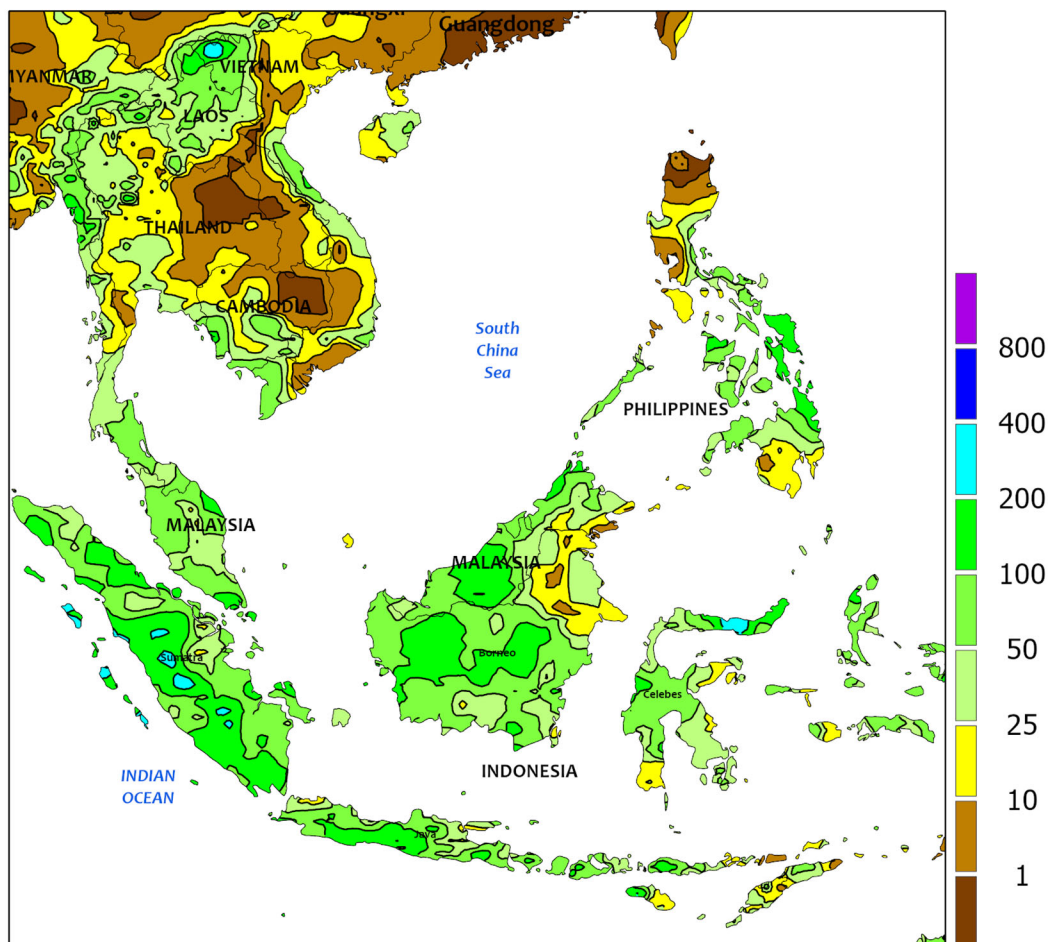 Guangxi
Guangdong
VIETNAM
MYANMAR
LAOS
THAILAND
CAMBODIA
South
China
Sea
PHILIPPINES
MALAYSIA
MALAYSIA
Sumatra
Borneo
Celebes
INDONESIA
INDIAN
OCEAN
Java
800
400
200
100
50
25
10
1